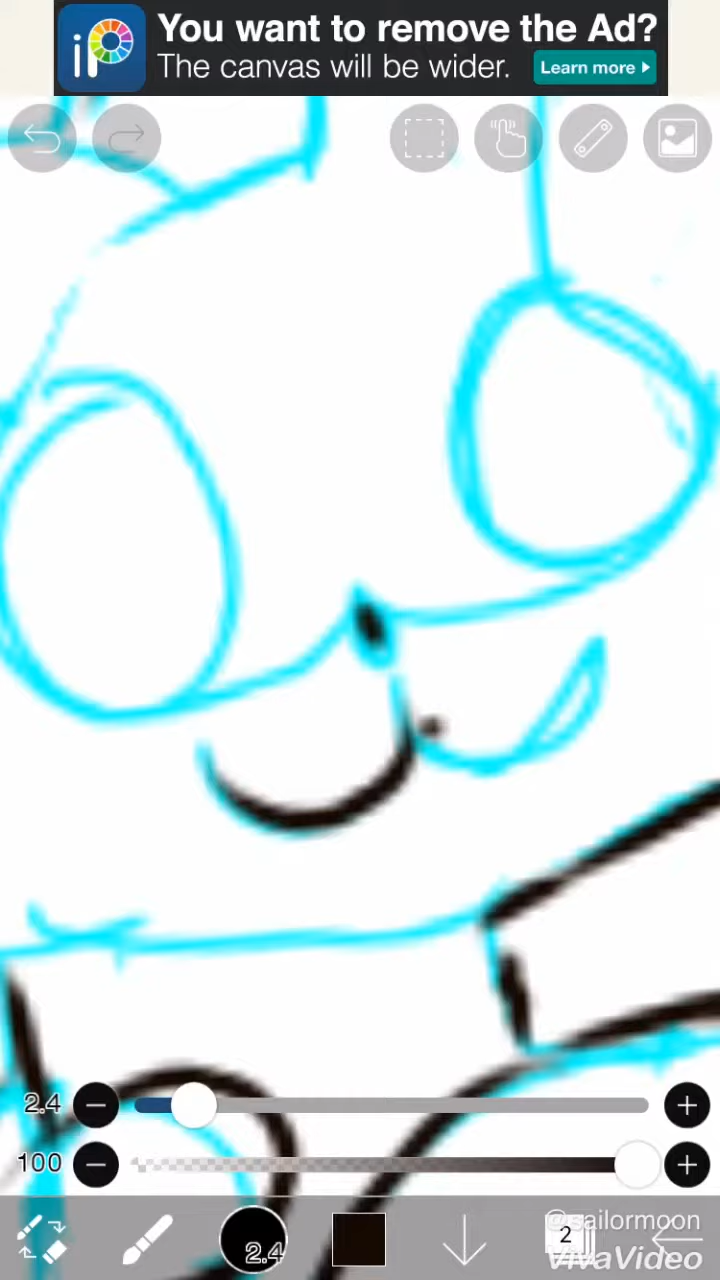 iP
You want to remove the Ad?
The canvas will be wider.
Learn more
2.4
100
2.4
2
@sailormoon
VivaVideo